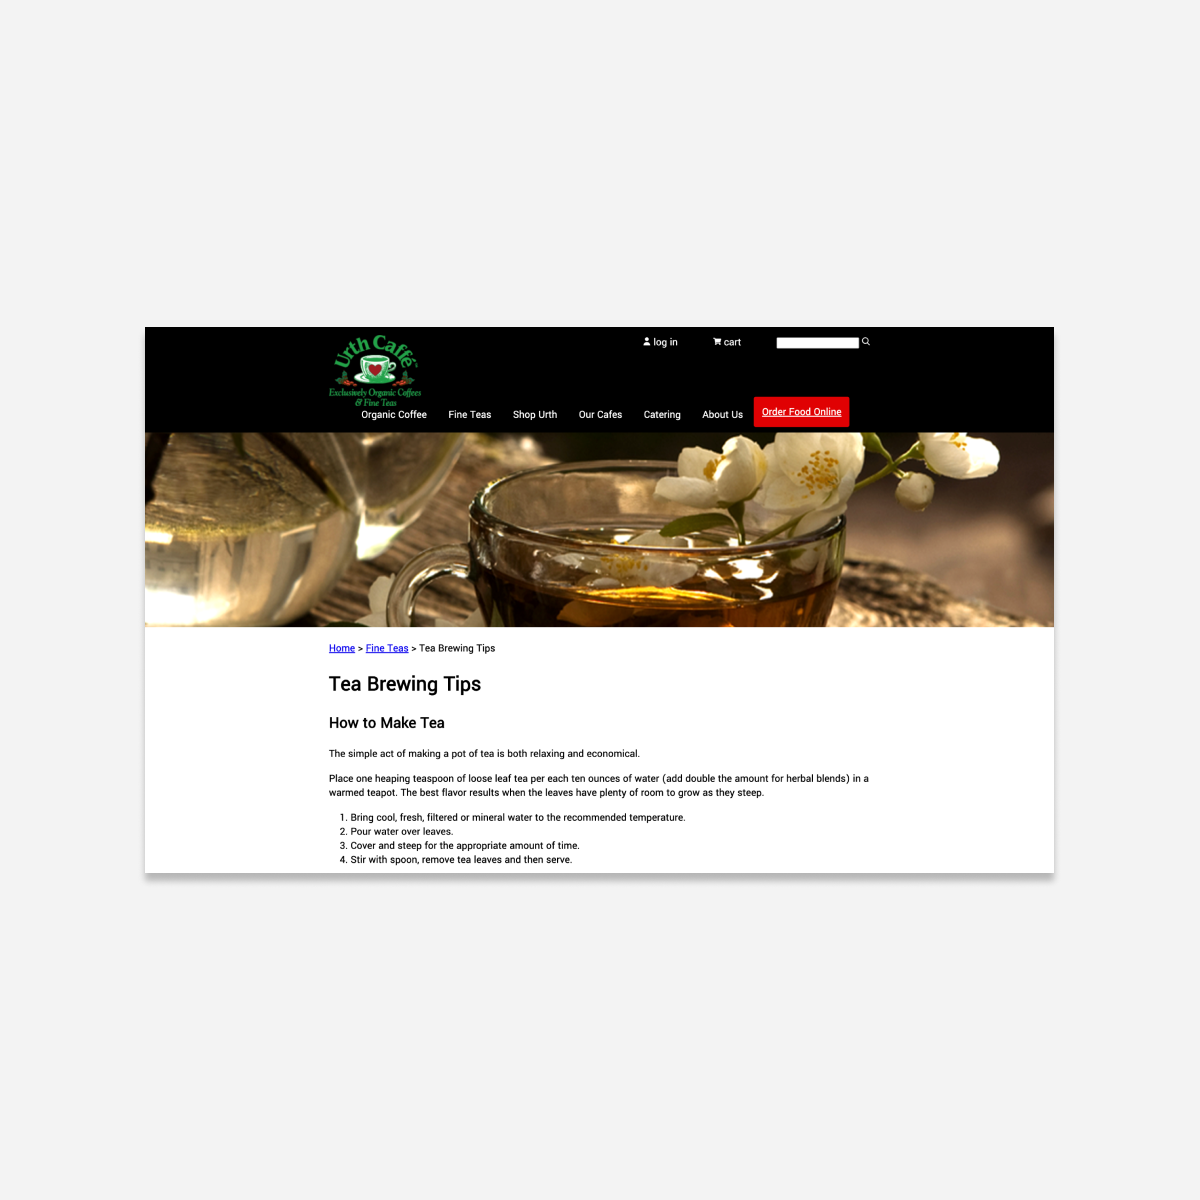 Urth Caffé™
Exclusively Organic Coffees
& Fine Teas
log in
cart
Organic Coffee
Fine Teas
Shop Urth
Our Cafes
Catering
About Us
Order Food Online
Home > Fine Teas > Tea Brewing Tips
Tea Brewing Tips
How to Make Tea
The simple act of making a pot of tea is both relaxing and economical.
Place one heaping teaspoon of loose leaf tea per each ten ounces of water (add double the amount for herbal blends) in a
warmed teapot. The best flavor results when the leaves have plenty of room to grow as they steep.
1. Bring cool, fresh, filtered or mineral water to the recommended temperature.
2. Pour water over leaves.
3. Cover and steep for the appropriate amount of time.
4. Stir with spoon, remove tea leaves and then serve.